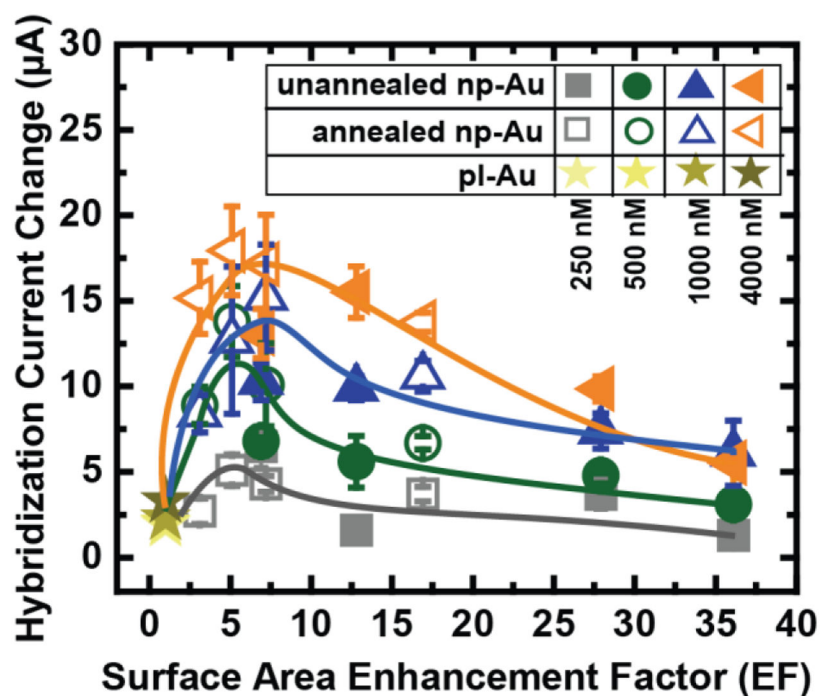 Hybridization Current Change (µA)
30
25
20
15
10
5
0
unannealed np-Au
annealed np-Au
pl-Au
250 nM
500 nM
1000 nM
4000 nM
0 5 10 15 20 25 30 35 40
Surface Area Enhancement Factor (EF)